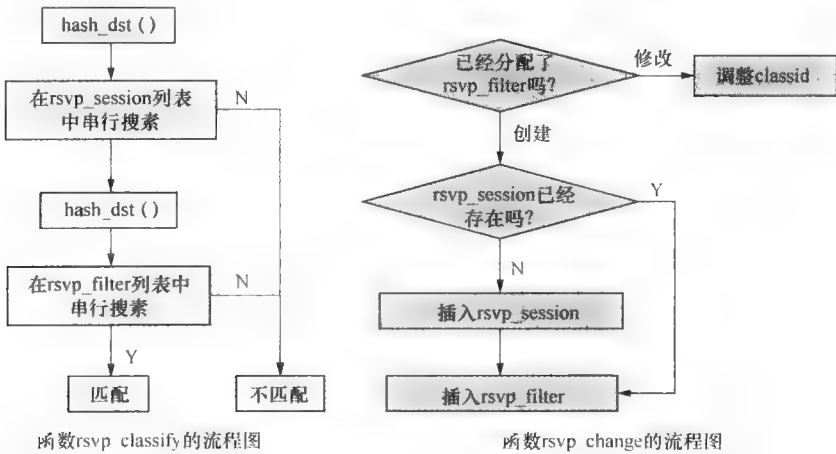 hash_dst ()
在rsvp_session列表
中串行搜素
N
hash_dst ()
在rsvp_filter列表中
串行搜素
N
Y
匹配
不匹配
函数rsvp classify的流程图
已经分配了
rsvp_filter吗?
修改
调整classid
创建
rsvp_session已经
存在吗?
Y
N
插入rsvp_session
插入rsvp_filter
函数rsvp change的流程图